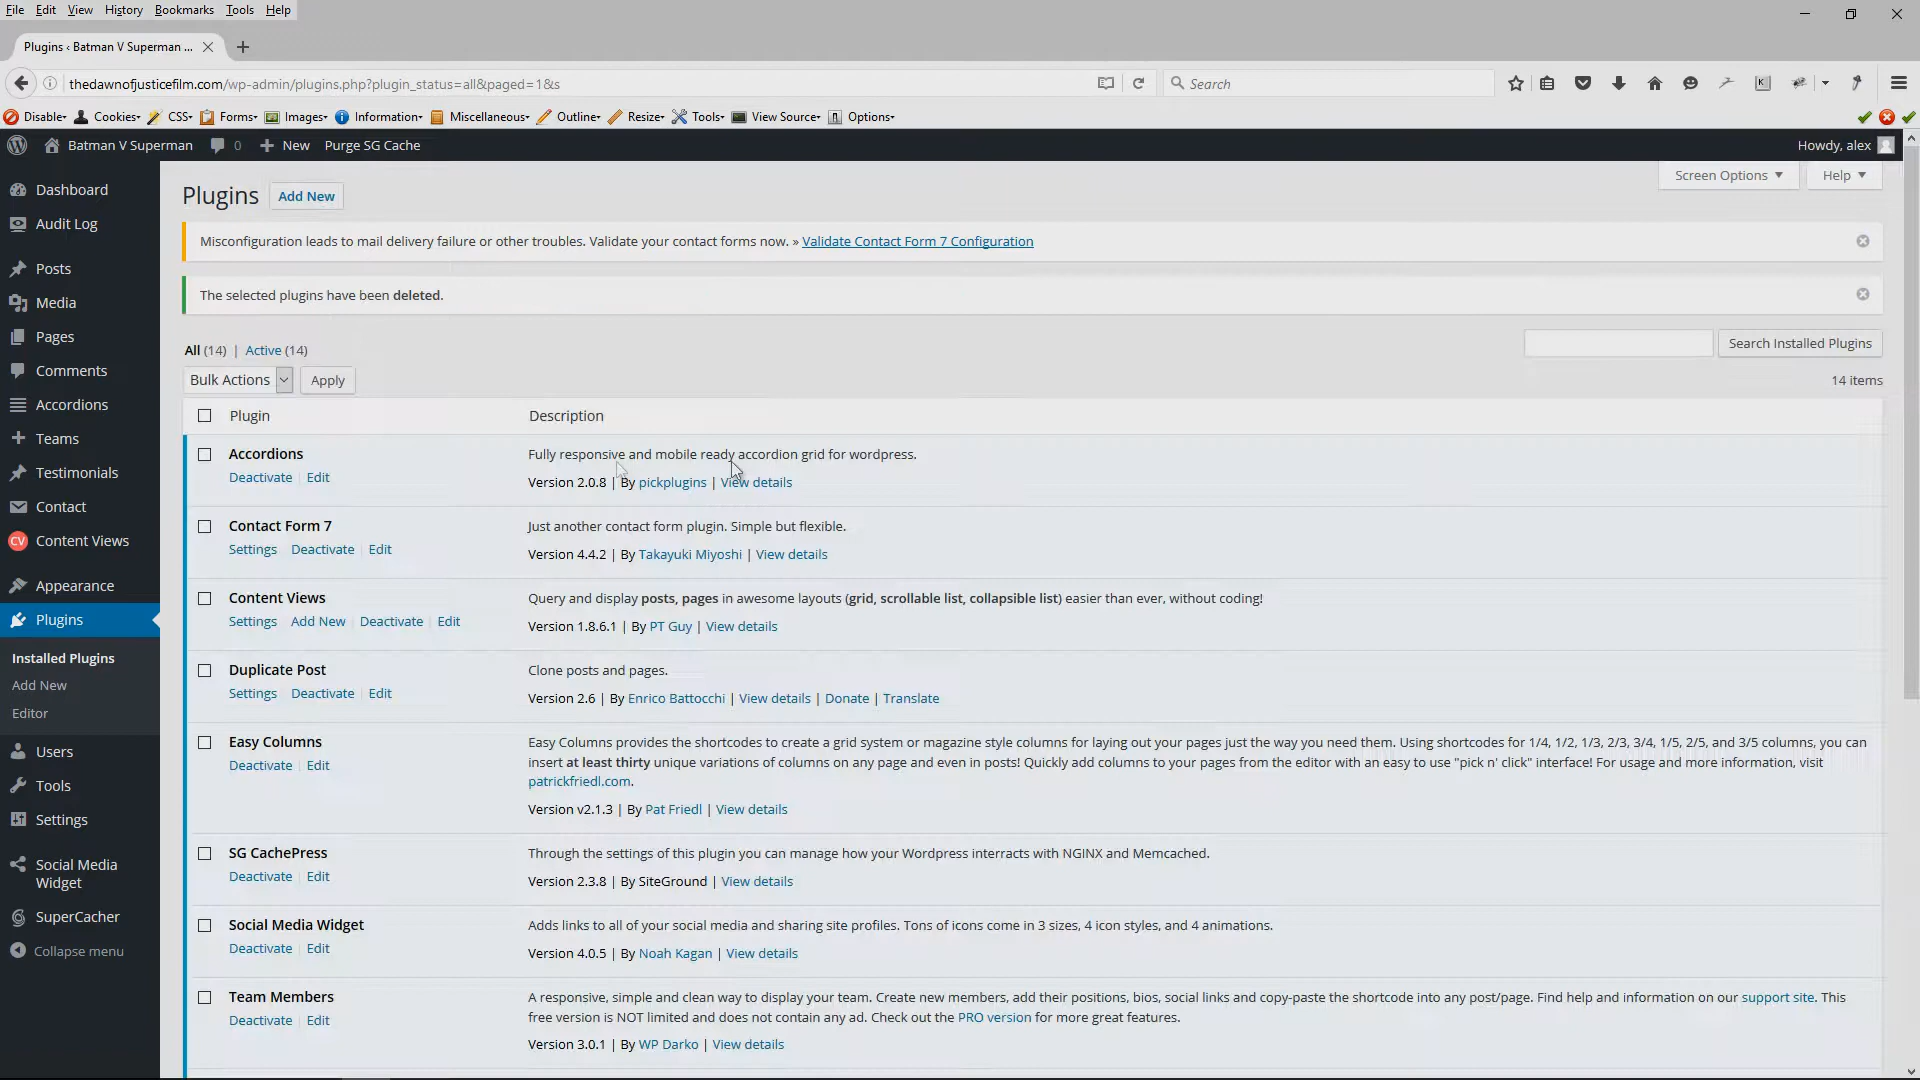 File Edit View History Bookmarks Tools Help
Plugins ‹ Batman V Superman ...
thedawnofjusticefilm.com/wp-admin/plugins.php?plugin_status=all&paged=1&s
Search
Disable Cookies CSS Forms Images Information Miscellaneous Outline Resize Tools View Source Options
Batman V Superman 0 New Purge SG Cache Howdy, alex
Dashboard
Audit Log
Posts
Media
Pages
Comments
Accordions
Teams
Testimonials
Contact
CV Content Views
Appearance
Plugins
Installed Plugins
Add New
Editor
Users
Tools
Settings
Social Media
Widget
SuperCacher
Collapse menu
Screen Options Help
Plugins Add New
Misconfiguration leads to mail delivery failure or other troubles. Validate your contact forms now. » Validate Contact Form 7 Configuration
The selected plugins have been deleted.
All (14) | Active (14)
Search Installed Plugins
Bulk Actions Apply
14 items
Plugin Description
Accordions
Deactivate | Edit
Fully responsive and mobile ready accordion grid for wordpress.
Version 2.0.8 | By pickplugins | View details
Contact Form 7
Settings | Deactivate | Edit
Just another contact form plugin. Simple but flexible.
Version 4.4.2 | By Takayuki Miyoshi | View details
Content Views
Settings | Add New | Deactivate | Edit
Query and display posts, pages in awesome layouts (grid, scrollable list, collapsible list) easier than ever, without coding!
Version 1.8.6.1 | By PT Guy | View details
Duplicate Post
Settings | Deactivate | Edit
Clone posts and pages.
Version 2.6 | By Enrico Battocchi | View details | Donate | Translate
Easy Columns
Deactivate | Edit
Easy Columns provides the shortcodes to create a grid system or magazine style columns for laying out your pages just the way you need them. Using shortcodes for 1/4, 1/2, 1/3, 2/3, 3/4, 1/5, 2/5, and 3/5 columns, you can
insert at least thirty unique variations of columns on any page and even in posts! Quickly add columns to your pages from the editor with an easy to use "pick n' click" interface! For usage and more information, visit
patrickfriedl.com.
Version v2.1.3 | By Pat Friedl | View details
SG CachePress
Deactivate | Edit
Through the settings of this plugin you can manage how your Wordpress interracts with NGINX and Memcached.
Version 2.3.8 | By SiteGround | View details
Social Media Widget
Deactivate | Edit
Adds links to all of your social media and sharing site profiles. Tons of icons come in 3 sizes, 4 icon styles, and 4 animations.
Version 4.0.5 | By Noah Kagan | View details
Team Members
Deactivate | Edit
A responsive, simple and clean way to display your team. Create new members, add their positions, bios, social links and copy-paste the shortcode into any post/page. Find help and information on our support site. This
free version is NOT limited and does not contain any ad. Check out the PRO version for more great features.
Version 3.0.1 | By WP Darko | View details